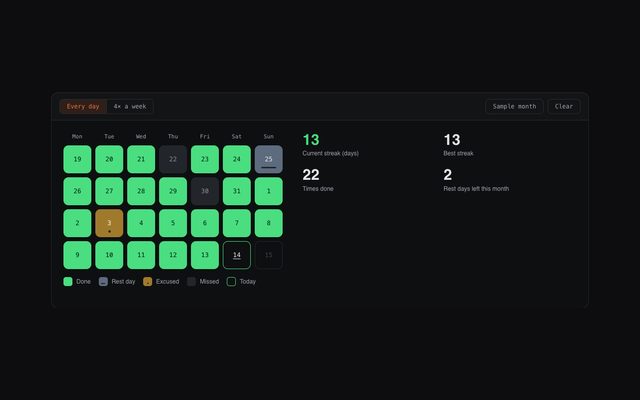 Every day 4× a week Sample month Clear
Mon Tue Wed Thu Fri Sat Sun
19 20 21 22 23 24 25
26 27 28 29 30 31 1
2 3 4 5 6 7 8
9 10 11 12 13 14 15
Done Rest day Excused Missed Today
13
Current streak (days)
13
Best streak
22
Times done
2
Rest days left this month